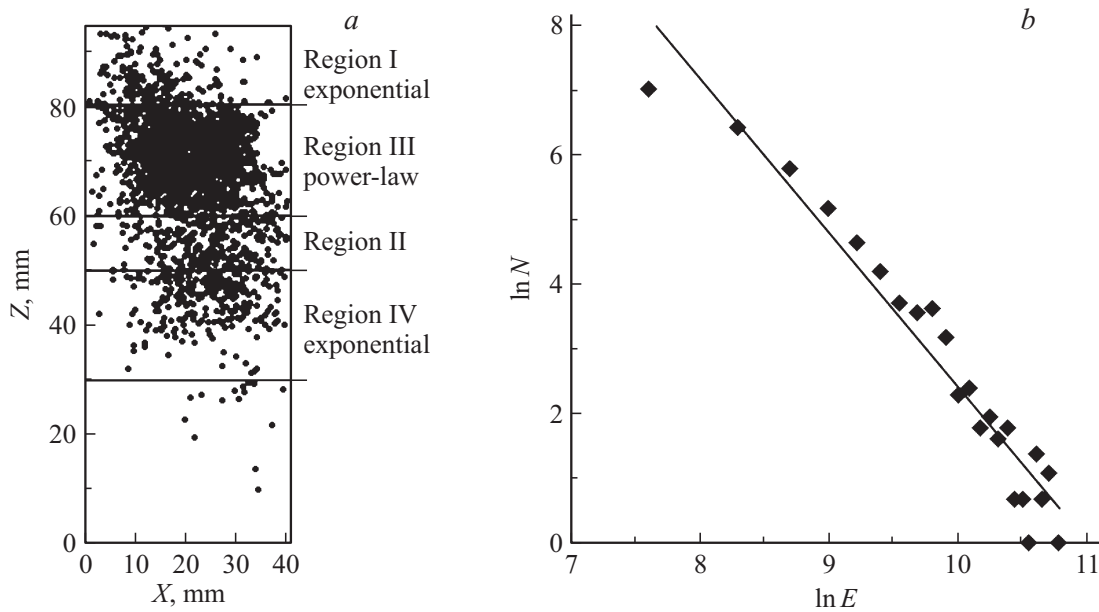 a
Region I
exponential
Region III
power-law
Region II
Region IV
exponential
80
60
40
20
0
Z, mm
0 10 20 30 40
X, mm
b
8
6
4
2
0
ln N
7 8 9 10 11
ln E